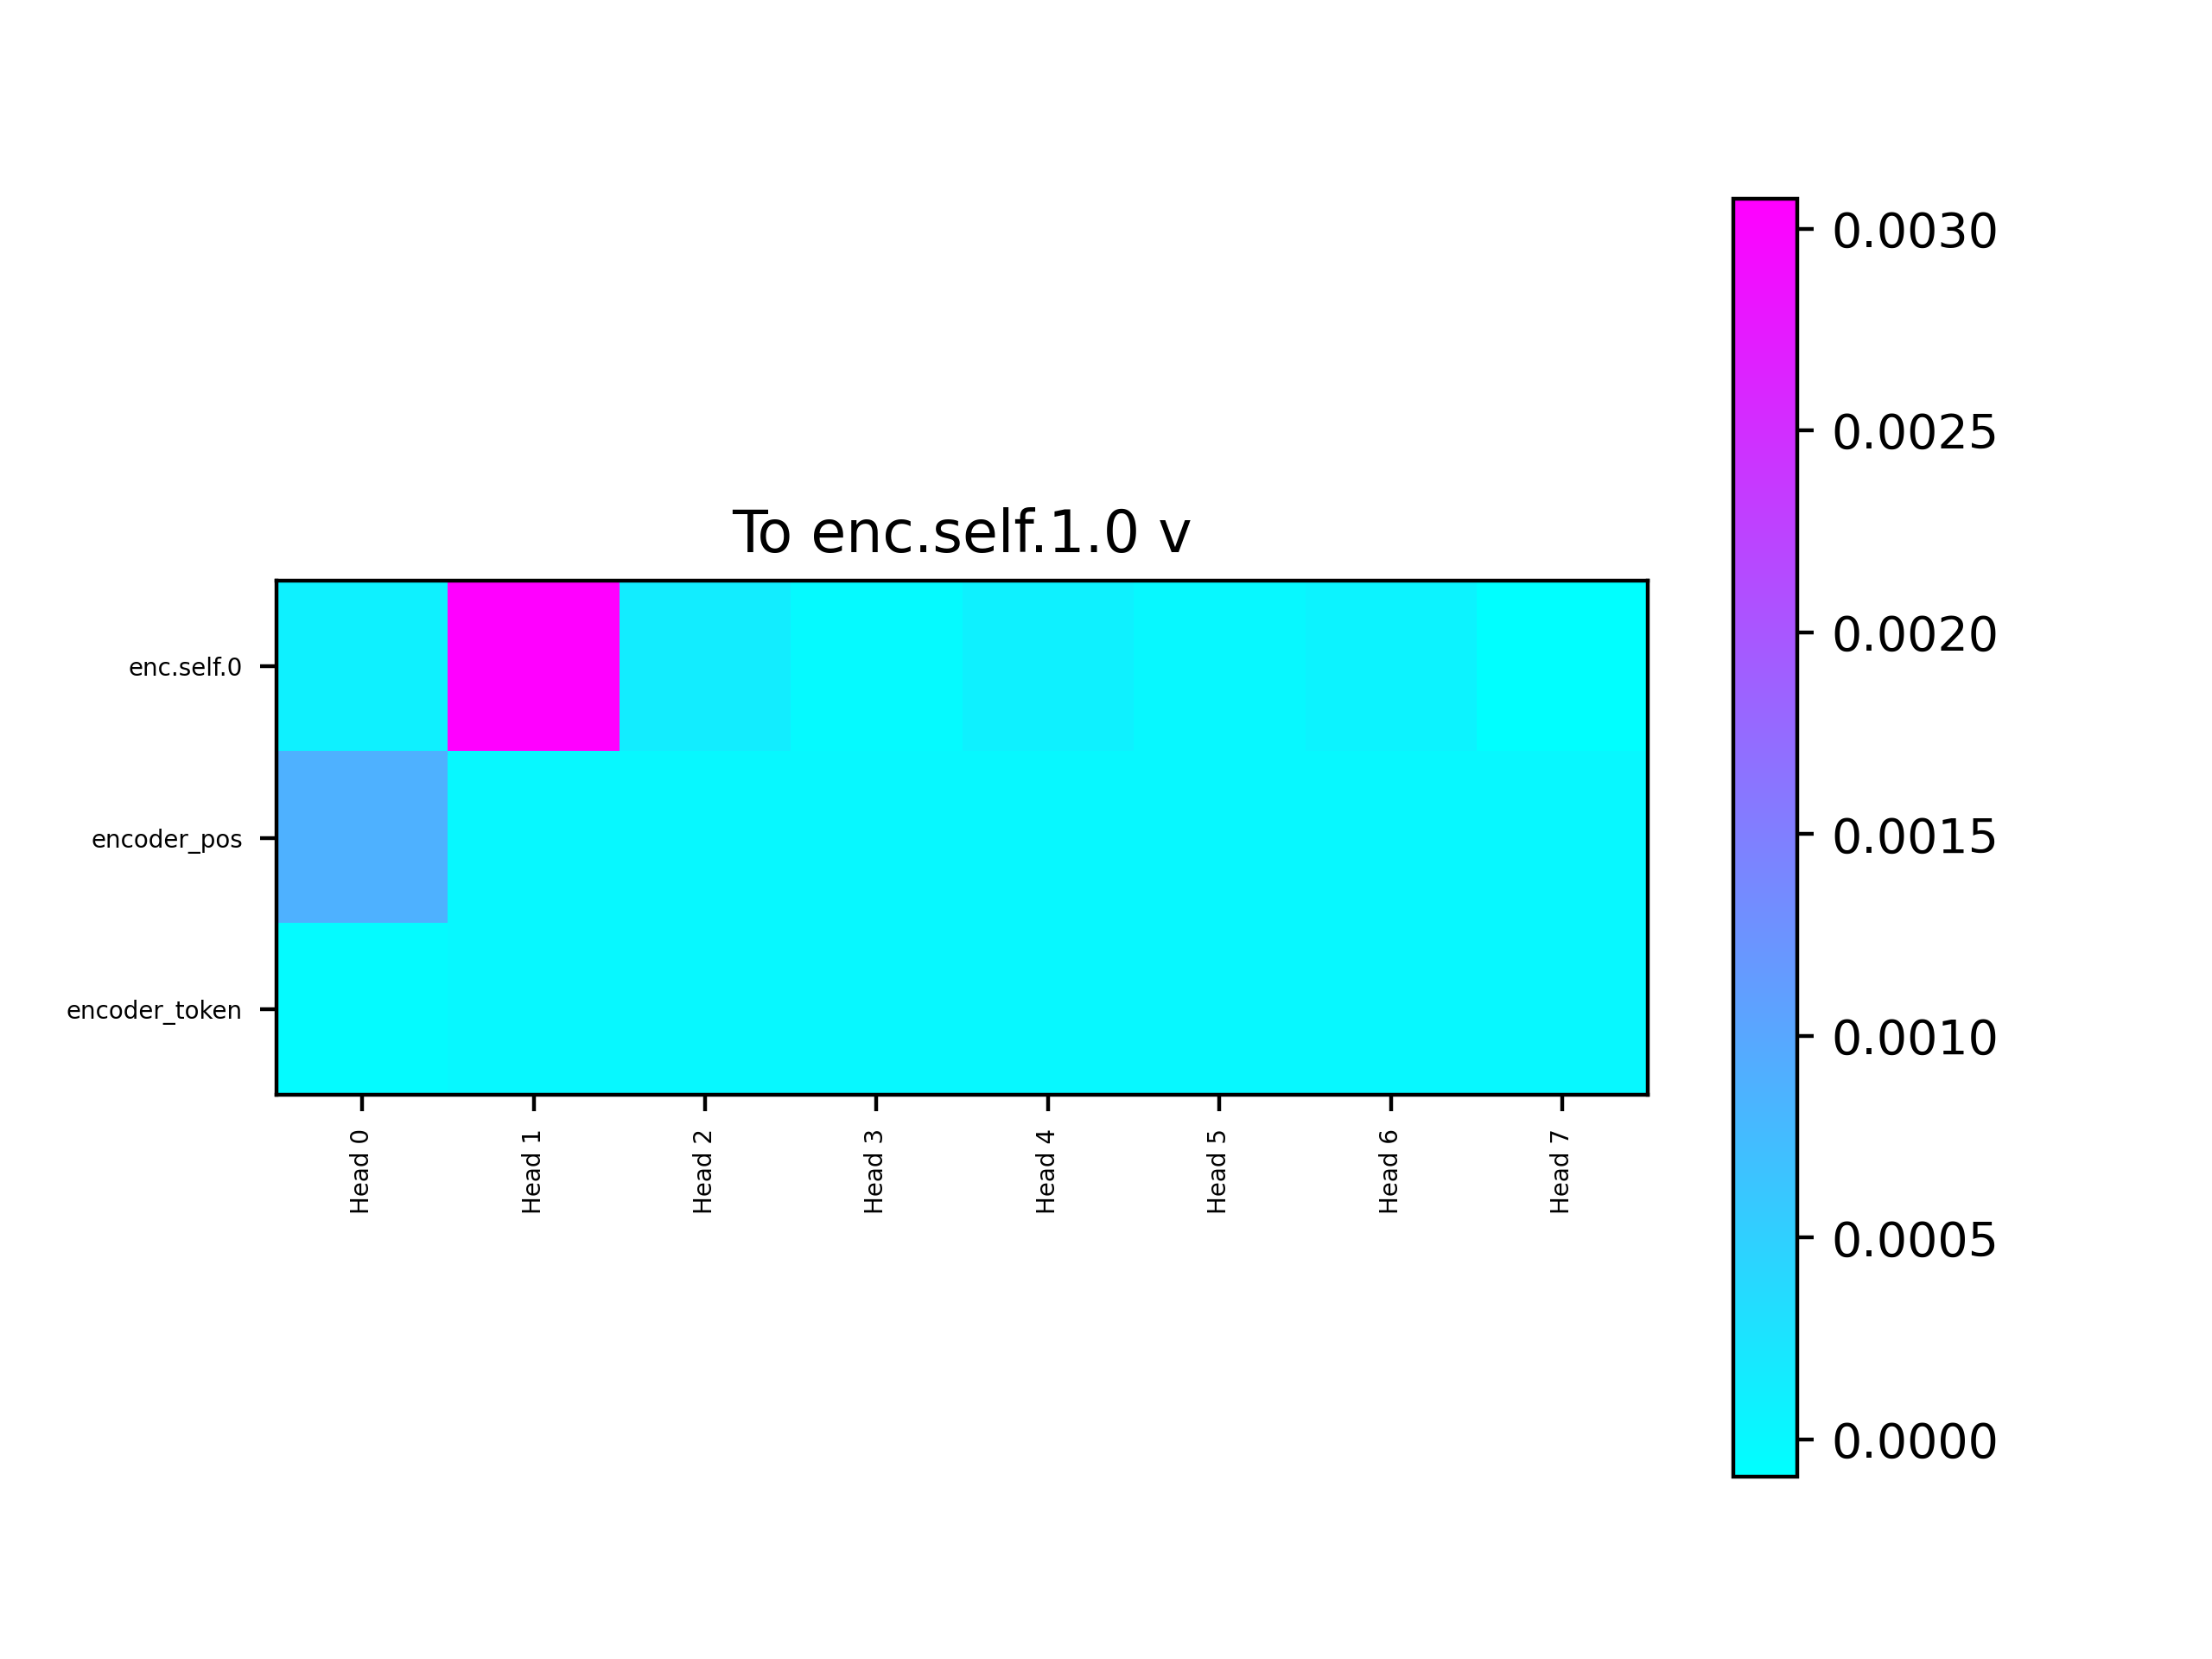 To enc.self.1.0 v
enc.self.0
encoder_pos
encoder_token
Head 0
Head 1
Head 2
Head 3
Head 4
Head 5
Head 6
Head 7
0.0030
0.0025
0.0020
0.0015
0.0010
0.0005
0.0000